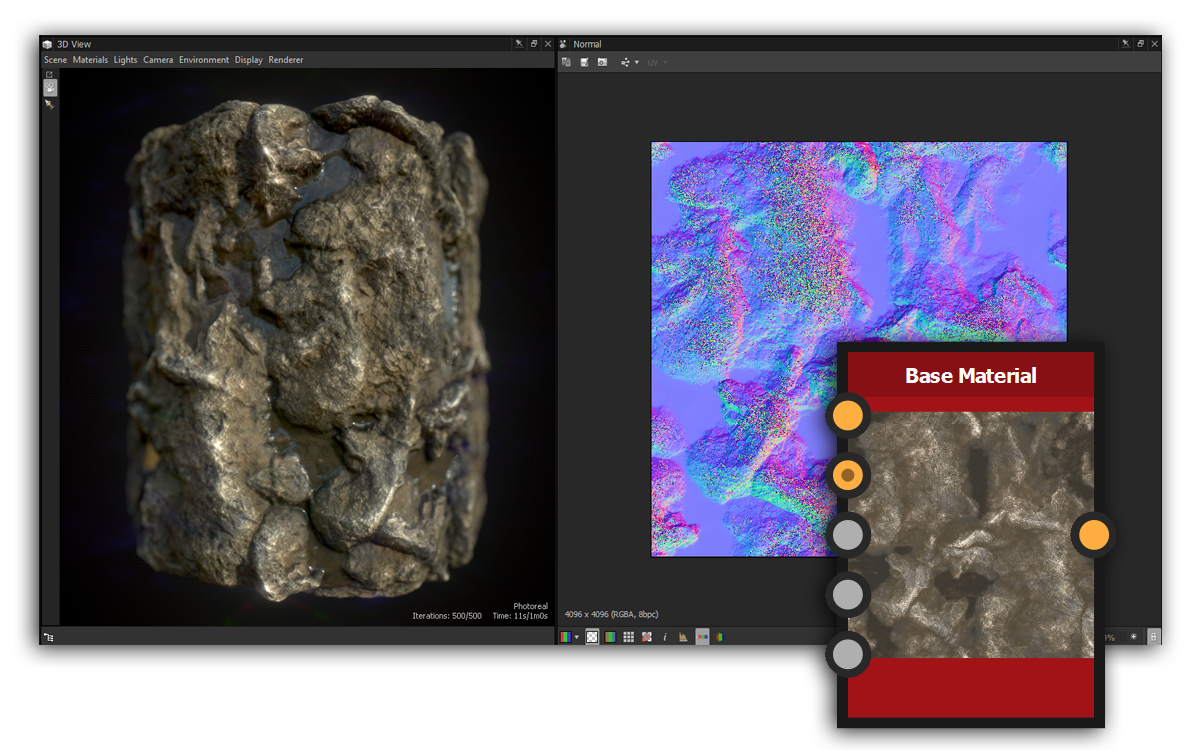 3D View
Scene Materials Lights Camera Environment Display Renderer
Photoreal
Iterations: 500/500 Time: 11s/1m0s
Normal
UV
4096 x 4096 (RGBA, 8bpc)
i
Base Material